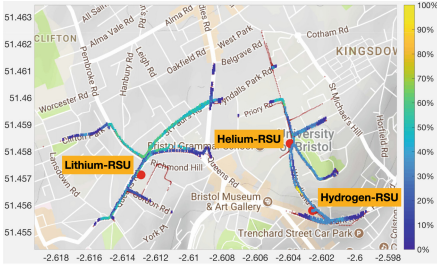 51.463
51.462
51.461
51.46
51.459
51.458
51.457
51.456
51.455
-2.618
-2.616
-2.614
-2.612
-2.61
-2.608
-2.606
-2.604
-2.602
-2.6
-2.598
100%
90%
80%
70%
60%
50%
40%
30%
20%
10%
0%
CLIFTON
Alma Vale Rd
Alma Rd
Pembroke Rd
Hanbury Rd
Leigh Rd
Oakfield Rd
West Park
Belgrave Rd
Cotham Rd
KINGSDOW
Tyndalls Park Rd
Worcester Rd
Clifton Park
Priory Rd
St Michael's Hill
Horfield Rd
Lansdown Rd
Bristol Grammar
Helium-RSU
University
of Bristol
Lithium-RSU
Richmond Hill
Queens Rd
York Pl
Bristol Museum
& Art Gallery
Hydrogen-RSU
Park Row
Trenchard Street Car Park